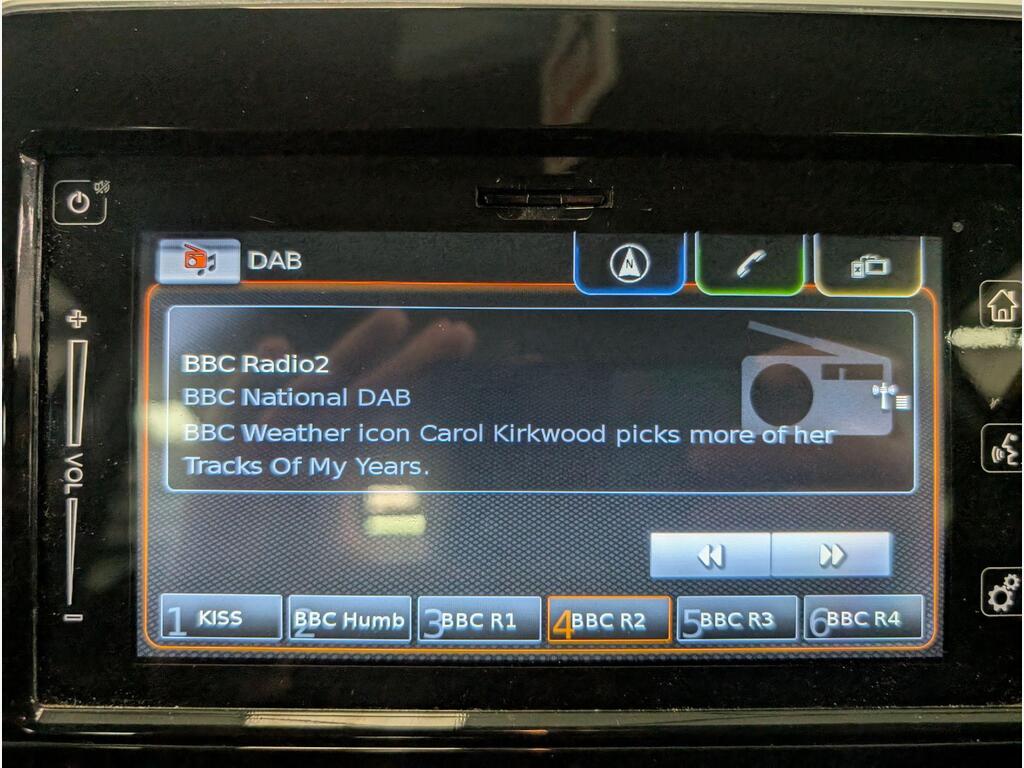 DAB
N
BBC Radio2
BBC National DAB
BBC Weather icon Carol Kirkwood picks more of her
Tracks Of My Years.
VOL
1 KISS
2 BBC Humb
3 BBC R1
4 BBC R2
5 BBC R3
6 BBC R4